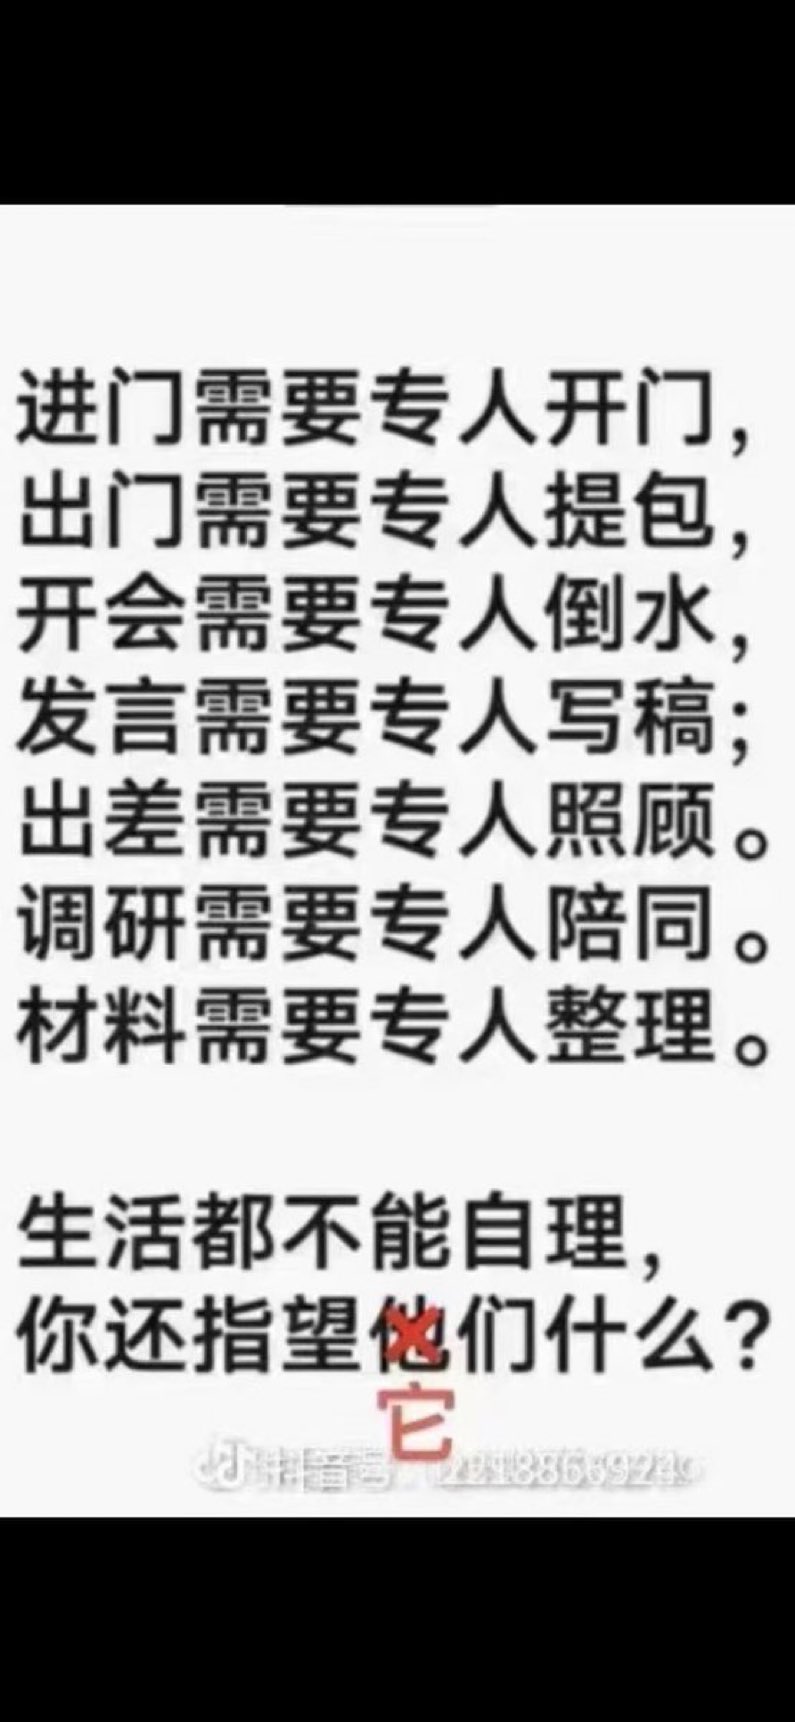 进门需要专人开门，
出门需要专人提包，
开会需要专人倒水，
发言需要专人写稿；
出差需要专人照顾。
调研需要专人陪同。
材料需要专人整理。
生活都不能自理，
你还指望他们什么？
它
抖音号：